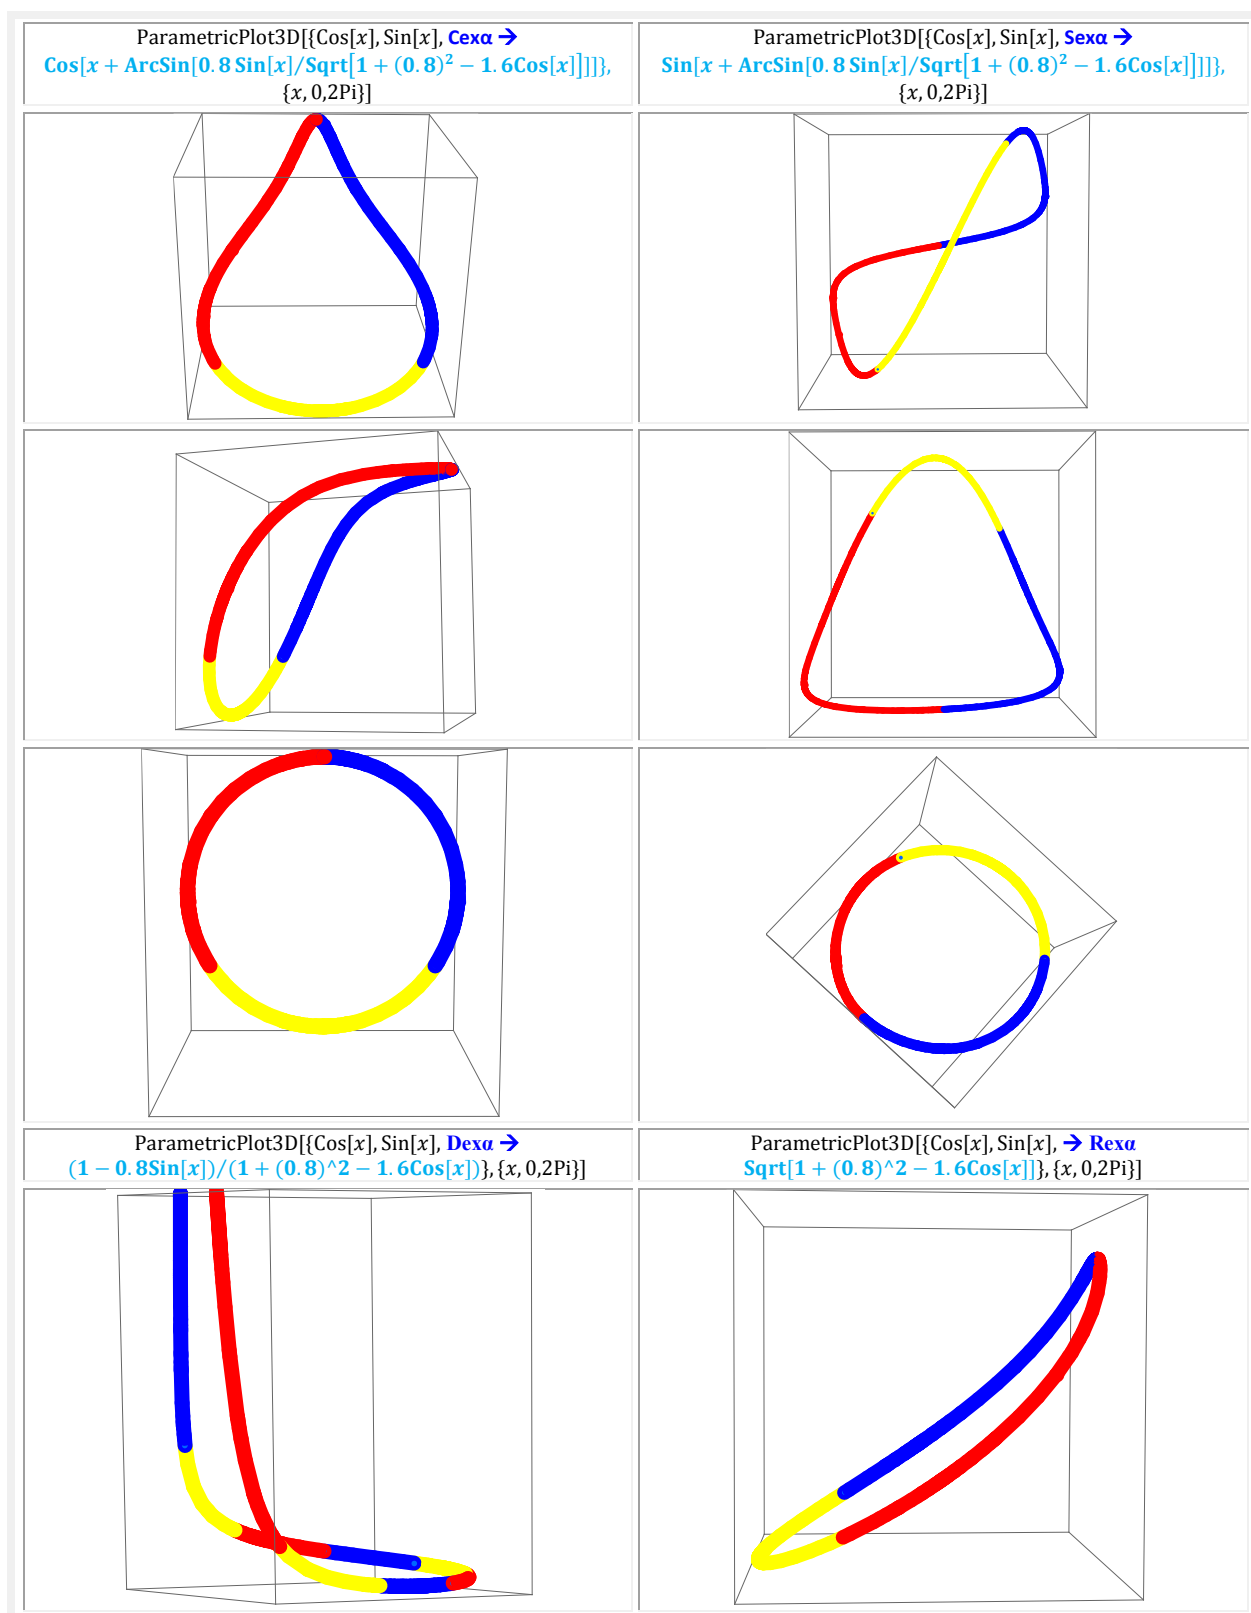 ParametricPlot3D[{Cos[x], Sin[x], Cexα →
Cos[x + ArcSin[0.8 Sin[x]/Sqrt[1 + (0.8)² − 1.6Cos[x]]]]},
{x, 0,2Pi}]
ParametricPlot3D[{Cos[x], Sin[x], Sexα →
Sin[x + ArcSin[0.8 Sin[x]/Sqrt[1 + (0.8)² − 1.6Cos[x]]]]},
{x, 0,2Pi}]
ParametricPlot3D[{Cos[x], Sin[x], Dexα →
(1 − 0.8Sin[x])/(1 + (0.8)^2 − 1.6Cos[x])}, {x, 0,2Pi}]
ParametricPlot3D[{Cos[x], Sin[x], → Rexα
Sqrt[1 + (0.8)^2 − 1.6Cos[x]]}, {x, 0,2Pi}]